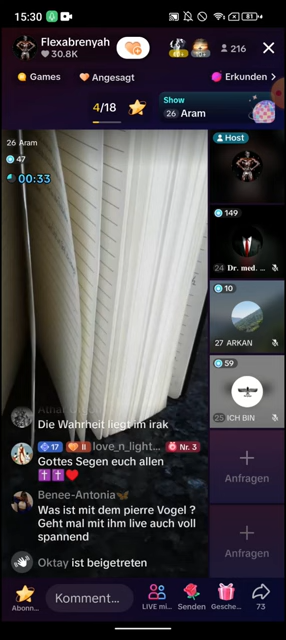 15:30
81
Flexabrenyah
30.8K
216
Games
Angesagt
Erkunden
4/18
Show
26 Aram
26 Aram
47
00:33
Host
149
24 Dr. med. ...
10
27 ARKAN
59
25 ICH BIN
Anfragen
Anfragen
Die Wahrheit liegt im irak
17 II love_n_light... Nr. 3
Gottes Segen euch allen
Benee-Antonia
Was ist mit dem pierre Vogel ?
Geht mal mit ihm live auch voll
spannend
Oktay ist beigetreten
Abonn...
Komment...
LIVE mi...
Senden
Gesche...
73